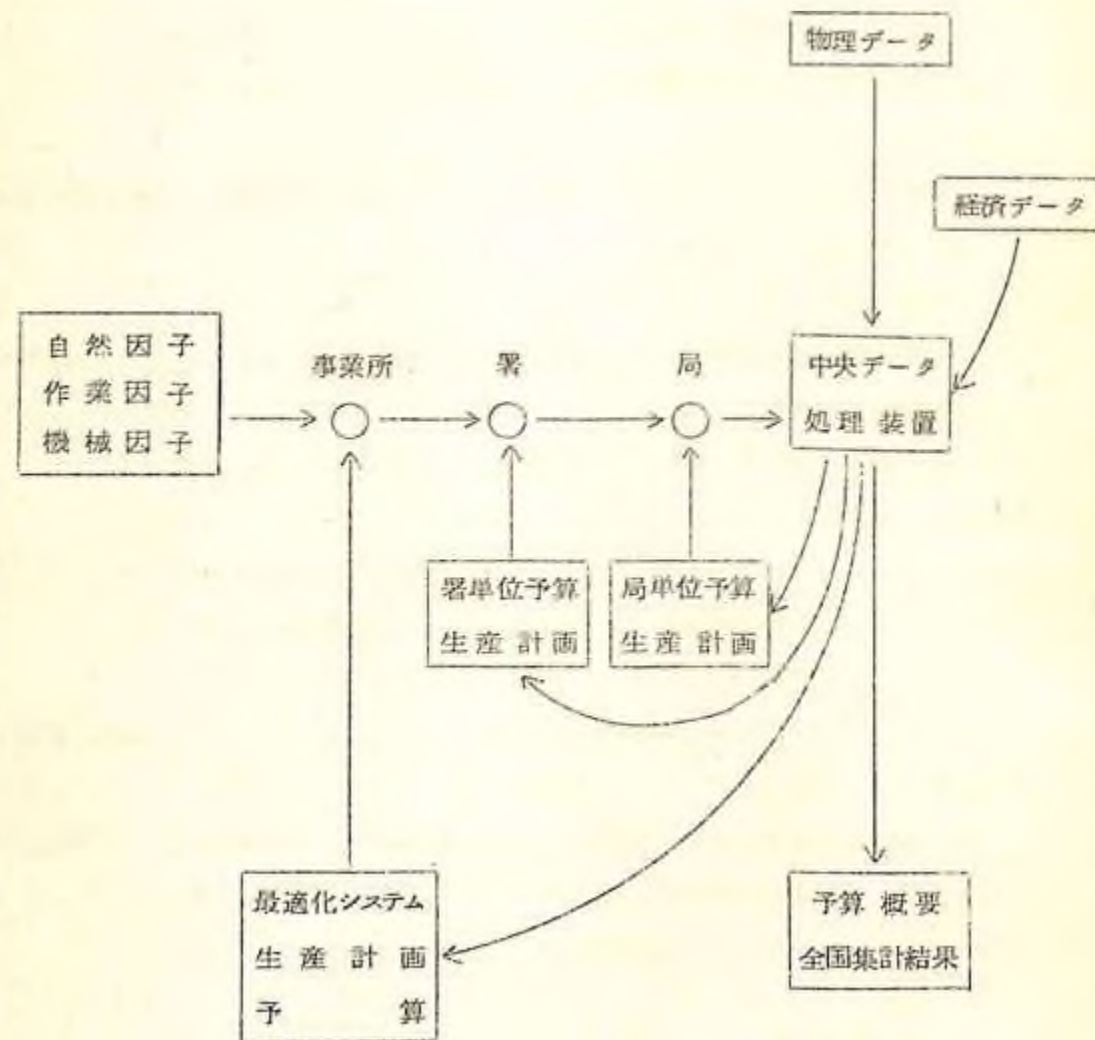 物理データ
経済データ
自然因子
作業因子
機械因子
事業所
署
局
中央データ
処理装置
署単位予算
生産計画
局単位予算
生産計画
最適化システム
生産計画
予算
予算概要
全国集計結果